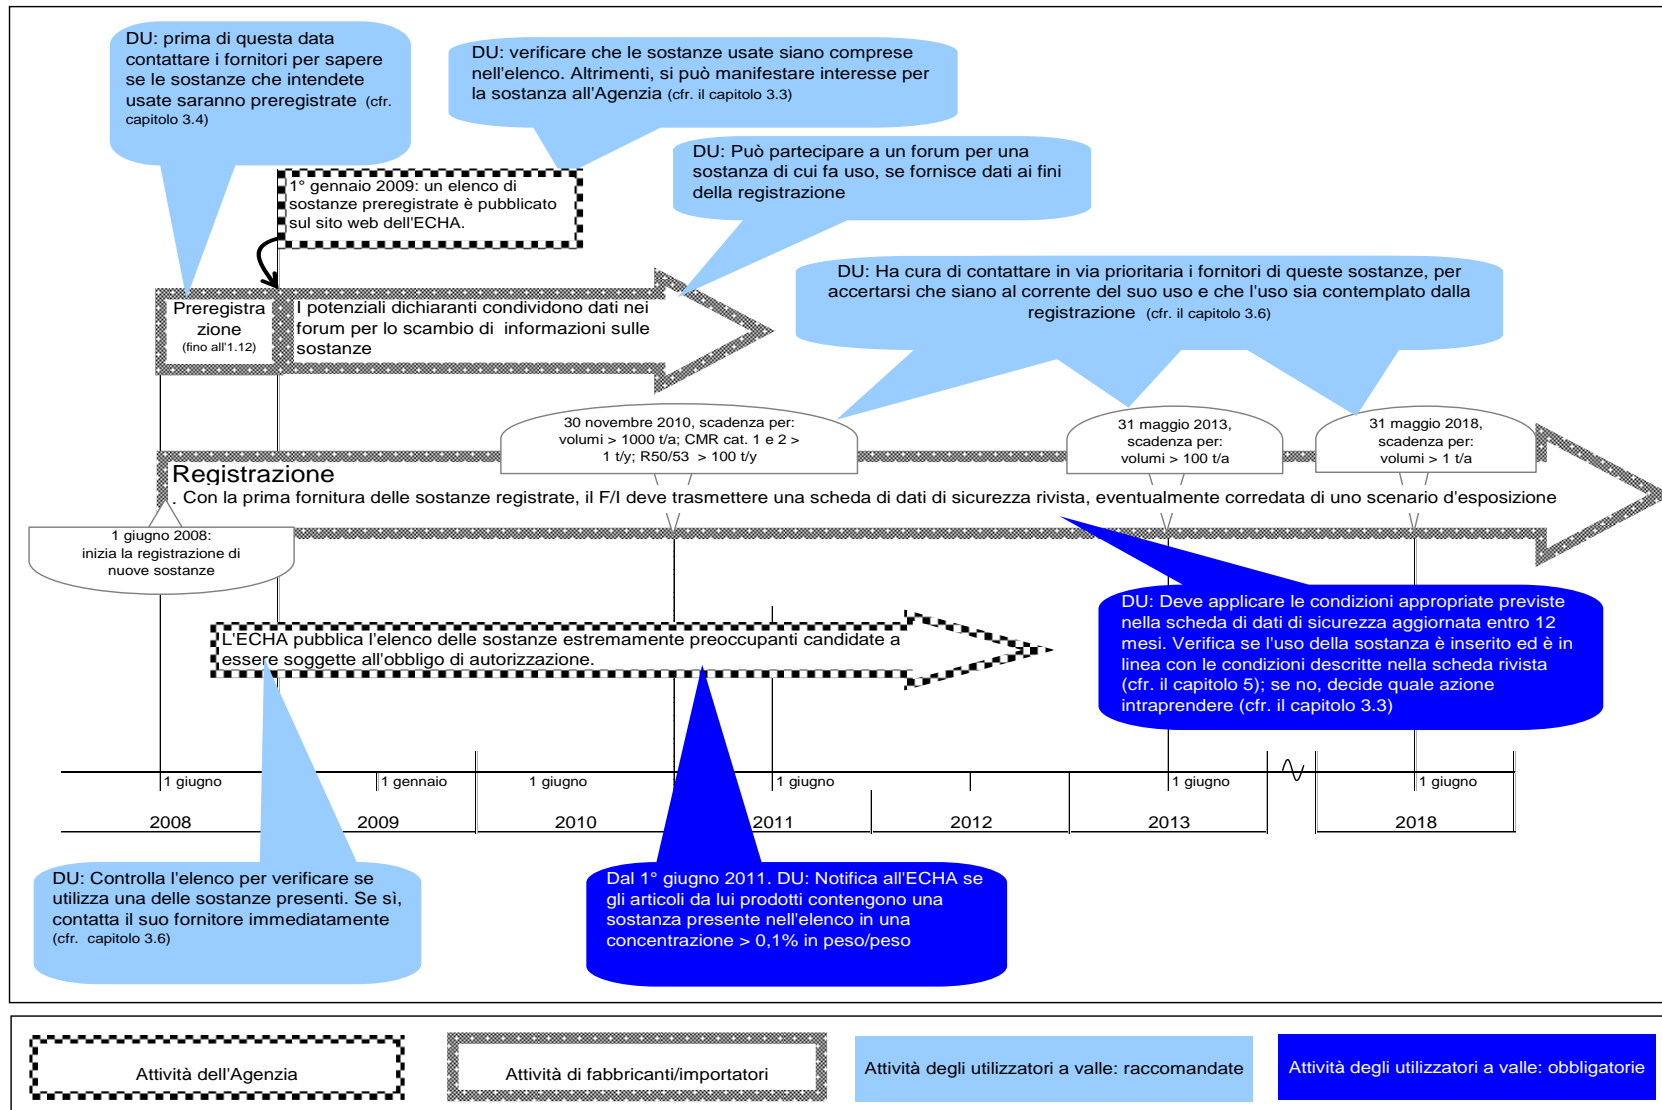 DU: prima di questa data
contattare i fornitori per sapere
se le sostanze che intendete
usate saranno preregistrate (cfr.
capitolo 3.4)
DU: verificare che le sostanze usate siano comprese
nell'elenco. Altrimenti, si può manifestare interesse per
la sostanza all'Agenzia (cfr. il capitolo 3.3)
DU: Può partecipare a un forum per una
sostanza di cui fa uso, se fornisce dati ai fini
della registrazione
1° gennaio 2009: un elenco di
sostanze preregistrate è pubblicato
sul sito web dell'ECHA.
DU: Ha cura di contattare in via prioritaria i fornitori di queste sostanze, per
accertarsi che siano al corrente del suo uso e che l'uso sia contemplato dalla
registrazione (cfr. il capitolo 3.6)
Preregistra
zione
(fino all'1.12)
I potenziali dichiaranti condividono dati nei
forum per lo scambio di informazioni sulle
sostanze
30 novembre 2010, scadenza per:
volumi > 1000 t/a; CMR cat. 1 e 2 >
1 t/y; R50/53 > 100 t/y
31 maggio 2013,
scadenza per:
volumi > 100 t/a
31 maggio 2018,
scadenza per:
volumi > 1 t/a
Registrazione
. Con la prima fornitura delle sostanze registrate, il F/I deve trasmettere una scheda di dati di sicurezza rivista, eventualmente corredata di uno scenario d'esposizione
1 giugno 2008:
inizia la registrazione di
nuove sostanze
L'ECHA pubblica l'elenco delle sostanze estremamente preoccupanti candidate a
essere soggette all'obbligo di autorizzazione.
DU: Deve applicare le condizioni appropriate previste
nella scheda di dati di sicurezza aggiornata entro 12
mesi. Verifica se l'uso della sostanza è inserito ed è in
linea con le condizioni descritte nella scheda rivista
(cfr. il capitolo 5); se no, decide quale azione
intraprendere (cfr. il capitolo 3.3)
1 giugno 1 gennaio 1 giugno 1 giugno 1 giugno 1 giugno
2008 2009 2010 2011 2012 2013 2018
DU: Controlla l'elenco per verificare se
utilizza una delle sostanze presenti. Se sì,
contatta il suo fornitore immediatamente
(cfr. capitolo 3.6)
Dal 1° giugno 2011. DU: Notifica all'ECHA se
gli articoli da lui prodotti contengono una
sostanza presente nell'elenco in una
concentrazione > 0,1% in peso/peso
Attività dell'Agenzia
Attività di fabbricanti/importatori
Attività degli utilizzatori a valle: raccomandate
Attività degli utilizzatori a valle: obbligatorie